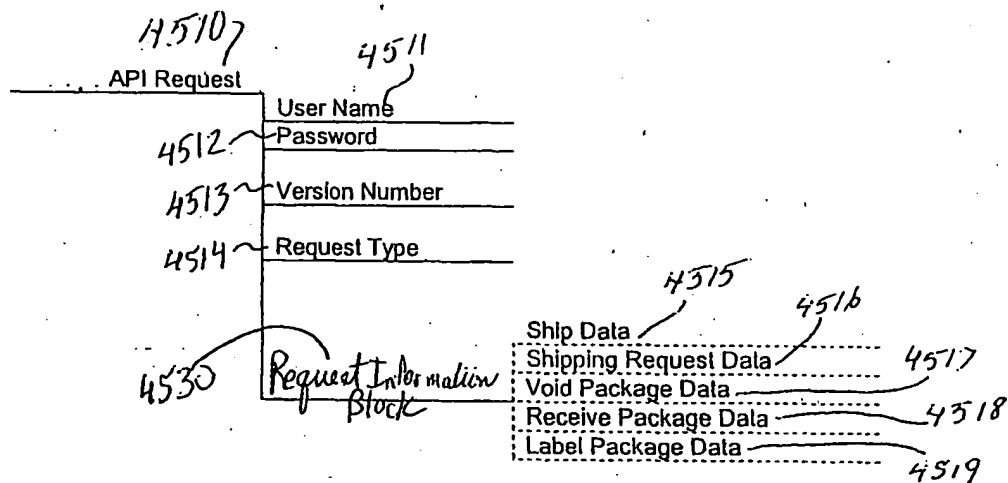 4510
4511
API Request
User Name
4512 Password
4513 Version Number
4514 Request Type
4515
4516
Ship Data
Shipping Request Data
4517
4530 Request Information
Block
Void Package Data
Receive Package Data
4518
Label Package Data
4519